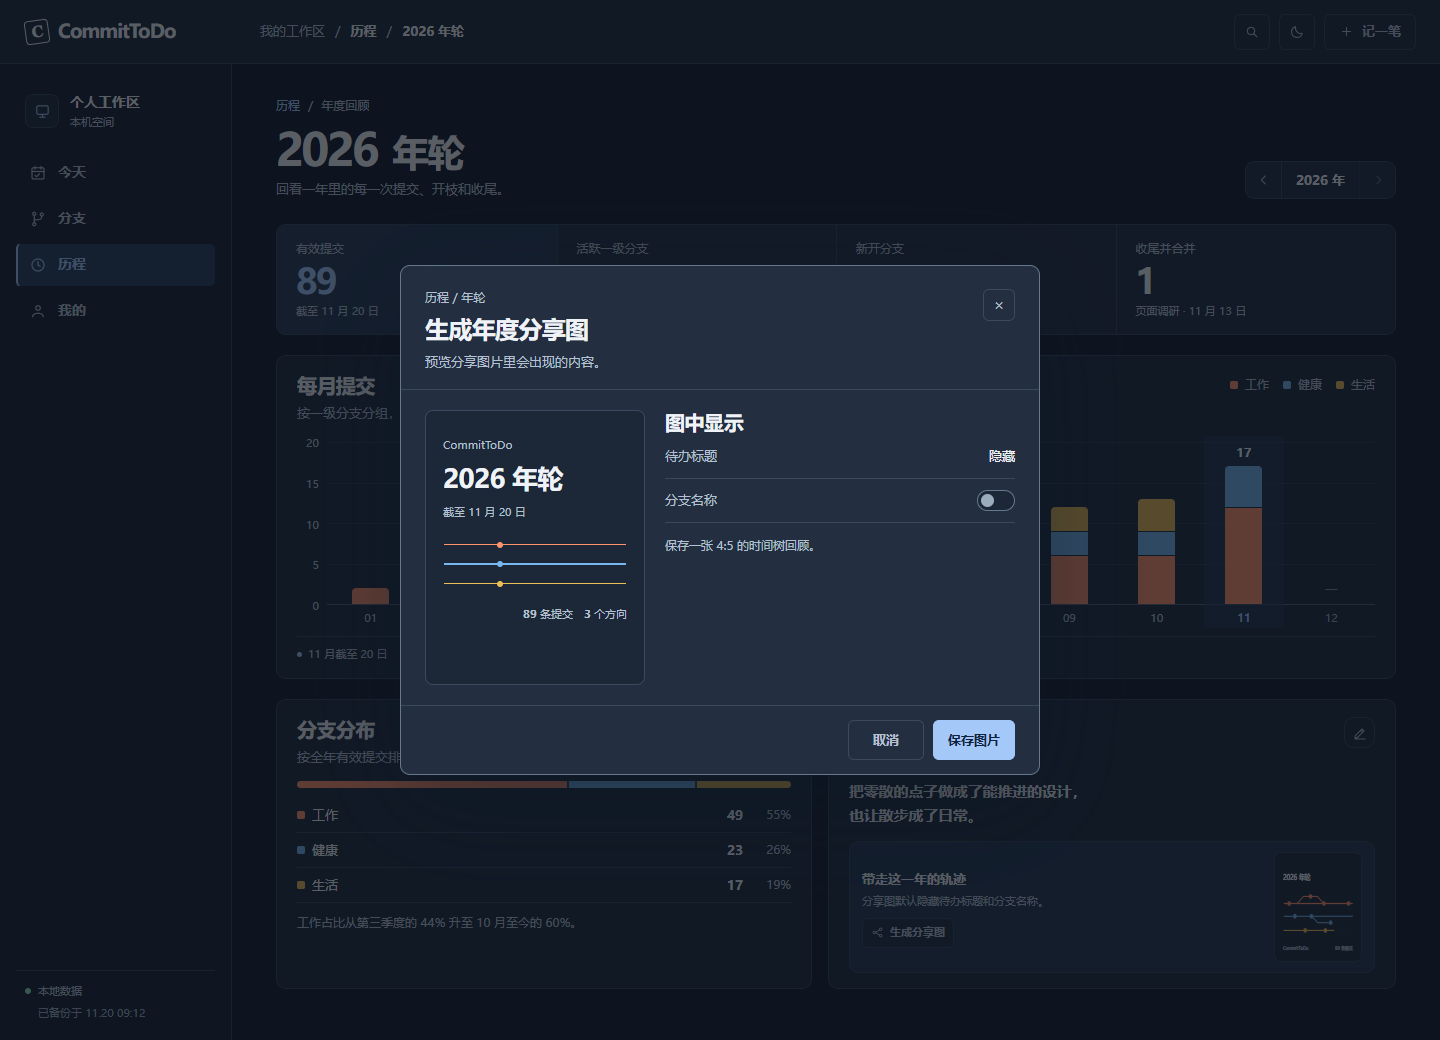 C CommitToDo
我的工作区 / 历程 / 2026 年轮
记一笔
个人工作区
本机空间
今天
分支
历程
我的
本地数据
已备份于 11.20 09:12
历程 / 年度回顾
2026 年轮
回看一年里的每一次提交、开枝和收尾。
2026 年
有效提交
89
截至 11 月 20 日
活跃一级分支
新开分支
收尾并合并
1
页面调研 · 11 月 13 日
每月提交
按一级分支分组，
工作 健康 生活
20
15
10
5
0
17
—
01
09
10
11
12
11 月截至 20 日
历程 / 年轮
生成年度分享图
预览分享图片里会出现的内容。
×
CommitToDo
2026 年轮
截至 11 月 20 日
89 条提交 3 个方向
图中显示
待办标题 隐藏
分支名称
保存一张 4:5 的时间树回顾。
取消
保存图片
分支分布
按全年有效提交排
工作 49 55%
健康 23 26%
生活 17 19%
工作占比从第三季度的 44% 升至 10 月至今的 60%。
把零散的点子做成了能推进的设计，
也让散步成了日常。
带走这一年的轨迹
分享图默认隐藏待办标题和分支名称。
生成分享图
2026 年轮
CommitToDo